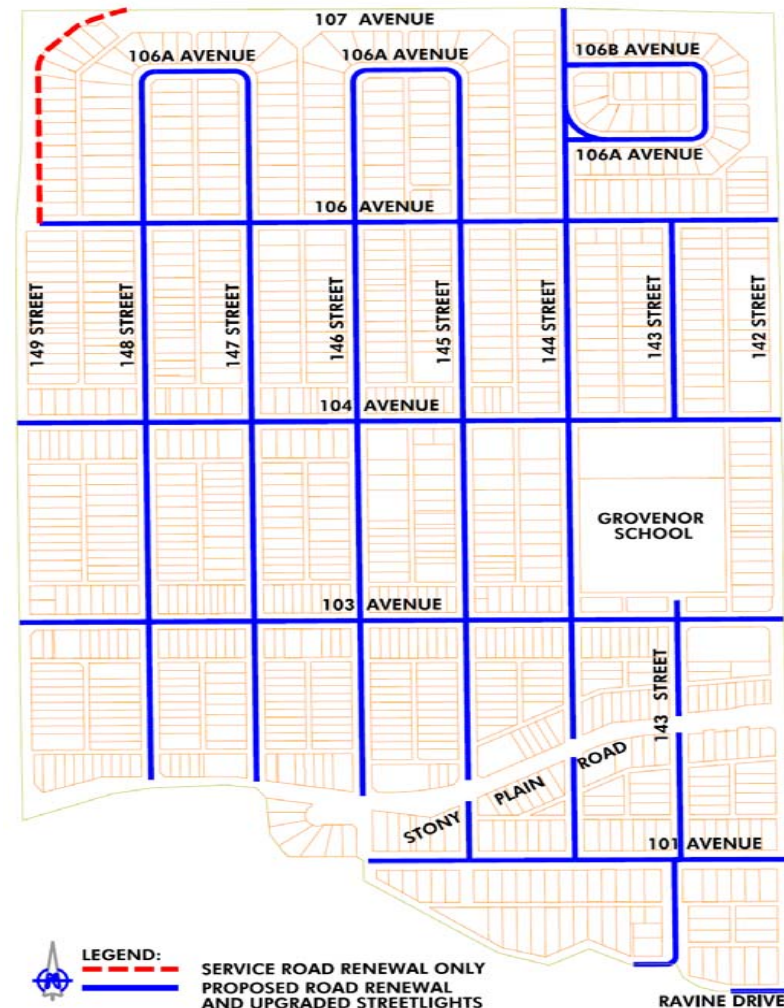 107 AVENUE
106A AVENUE
106A AVENUE
106B AVENUE
106A AVENUE
106 AVENUE
149 STREET
148 STREET
147 STREET
146 STREET
145 STREET
144 STREET
143 STREET
142 STREET
104 AVENUE
GROVENOR
SCHOOL
103 AVENUE
143 STREET
STONY PLAIN ROAD
101 AVENUE
LEGEND:
SERVICE ROAD RENEWAL ONLY
PROPOSED ROAD RENEWAL
AND UPGRADED STREETLIGHTS
RAVINE DRIVE